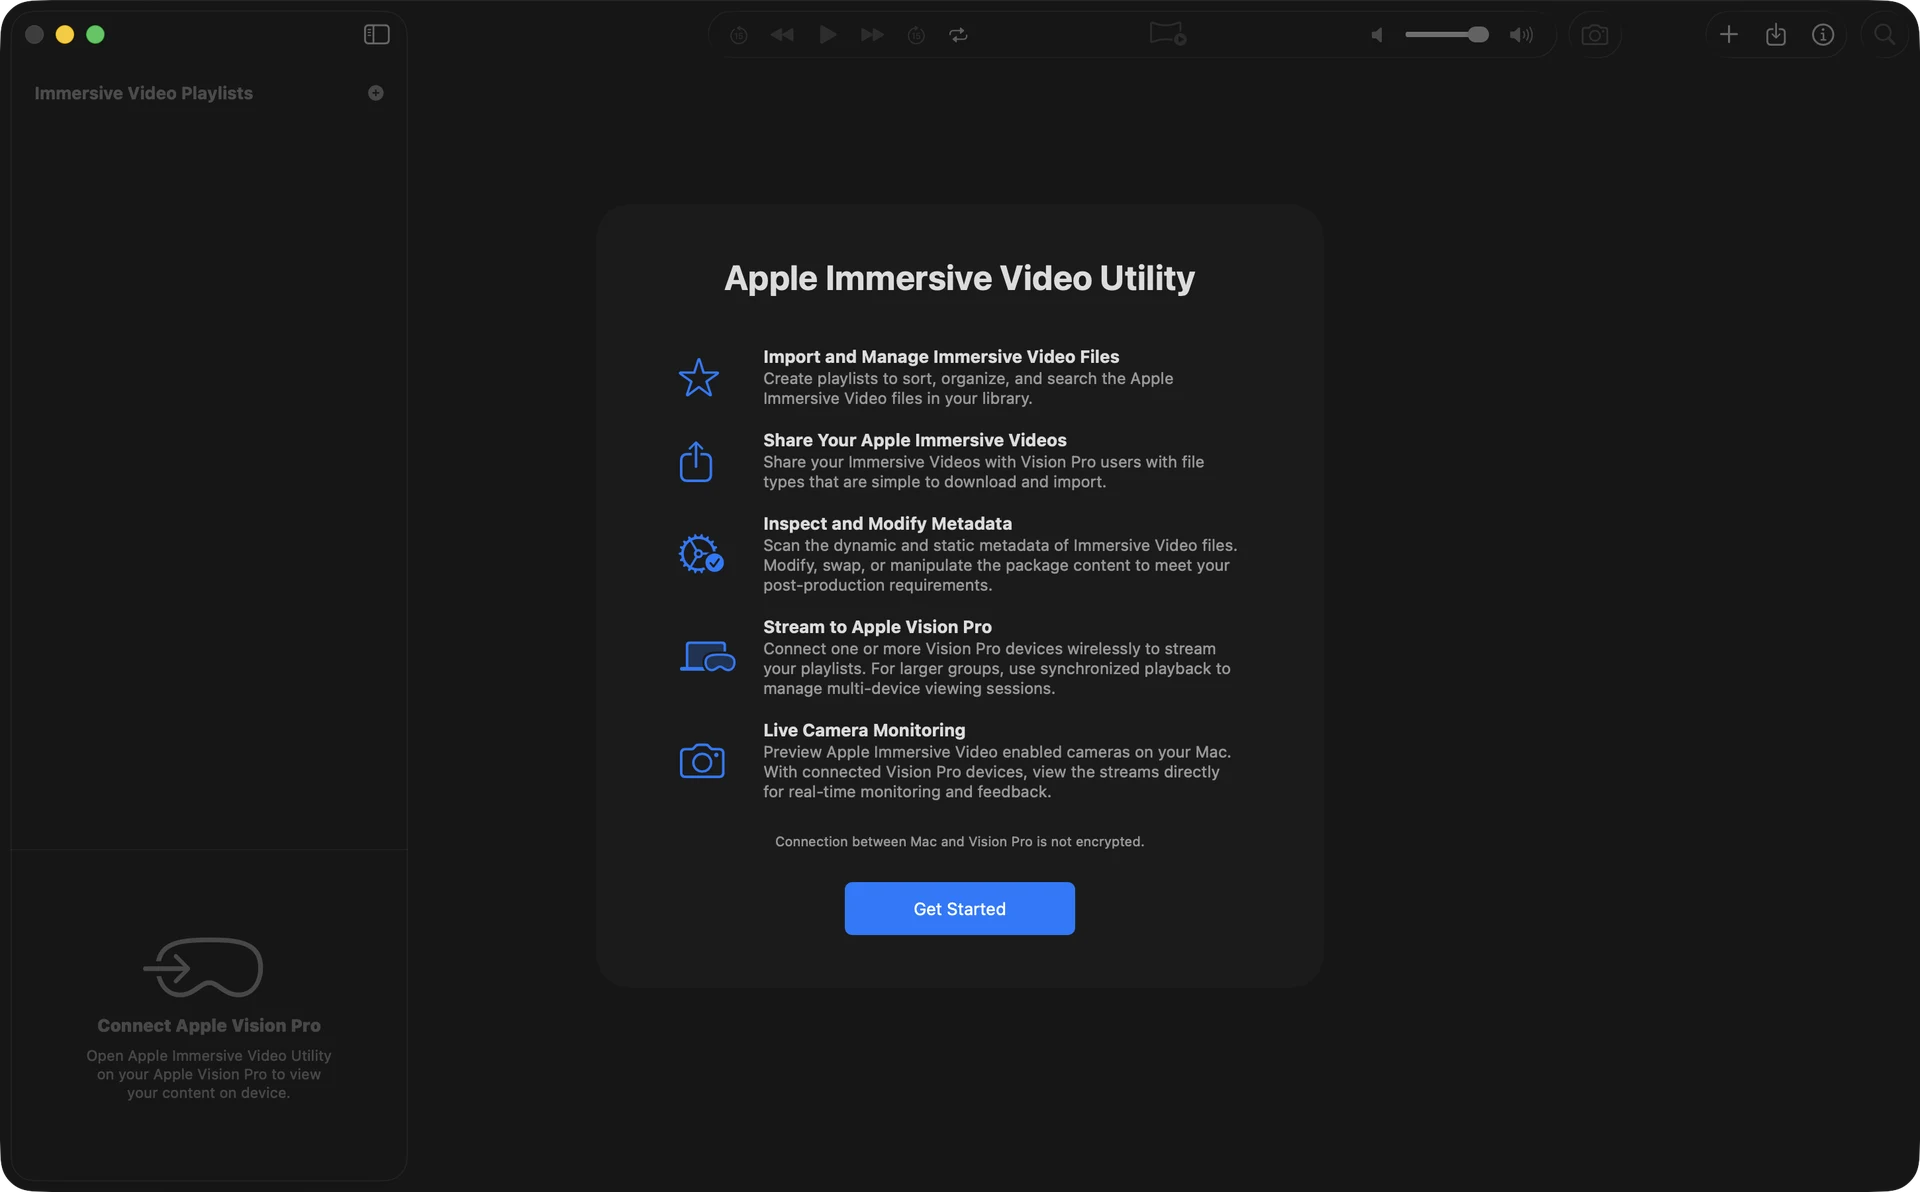 Immersive Video Playlists
15
15
Apple Immersive Video Utility
Import and Manage Immersive Video Files
Create playlists to sort, organize, and search the Apple
Immersive Video files in your library.
Share Your Apple Immersive Videos
Share your Immersive Videos with Vision Pro users with file
types that are simple to download and import.
Inspect and Modify Metadata
Scan the dynamic and static metadata of Immersive Video files.
Modify, swap, or manipulate the package content to meet your
post-production requirements.
Stream to Apple Vision Pro
Connect one or more Vision Pro devices wirelessly to stream
your playlists. For larger groups, use synchronized playback to
manage multi-device viewing sessions.
Live Camera Monitoring
Preview Apple Immersive Video enabled cameras on your Mac.
With connected Vision Pro devices, view the streams directly
for real-time monitoring and feedback.
Connection between Mac and Vision Pro is not encrypted.
Get Started
Connect Apple Vision Pro
Open Apple Immersive Video Utility
on your Apple Vision Pro to view
your content on device.